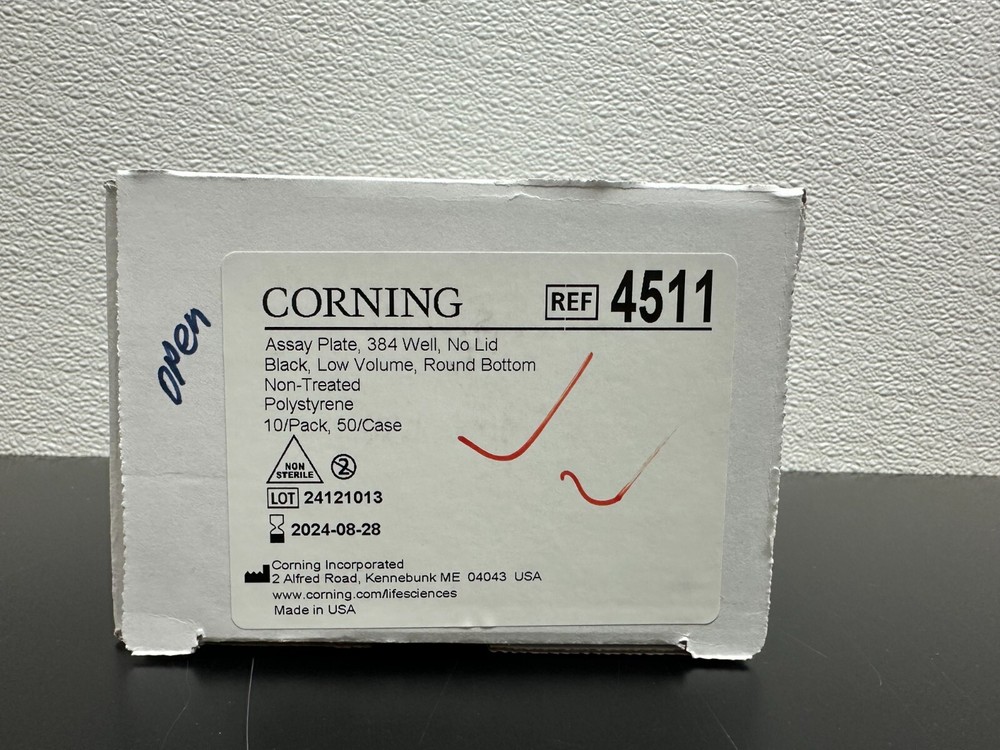 open
CORNING
REF 4511
Assay Plate, 384 Well, No Lid
Black, Low Volume, Round Bottom
Non-Treated
Polystyrene
10/Pack, 50/Case
NON
STERILE
2
LOT 24121013
2024-08-28
Corning Incorporated
2 Alfred Road, Kennebunk ME 04043 USA
www.corning.com/lifesciences
Made in USA